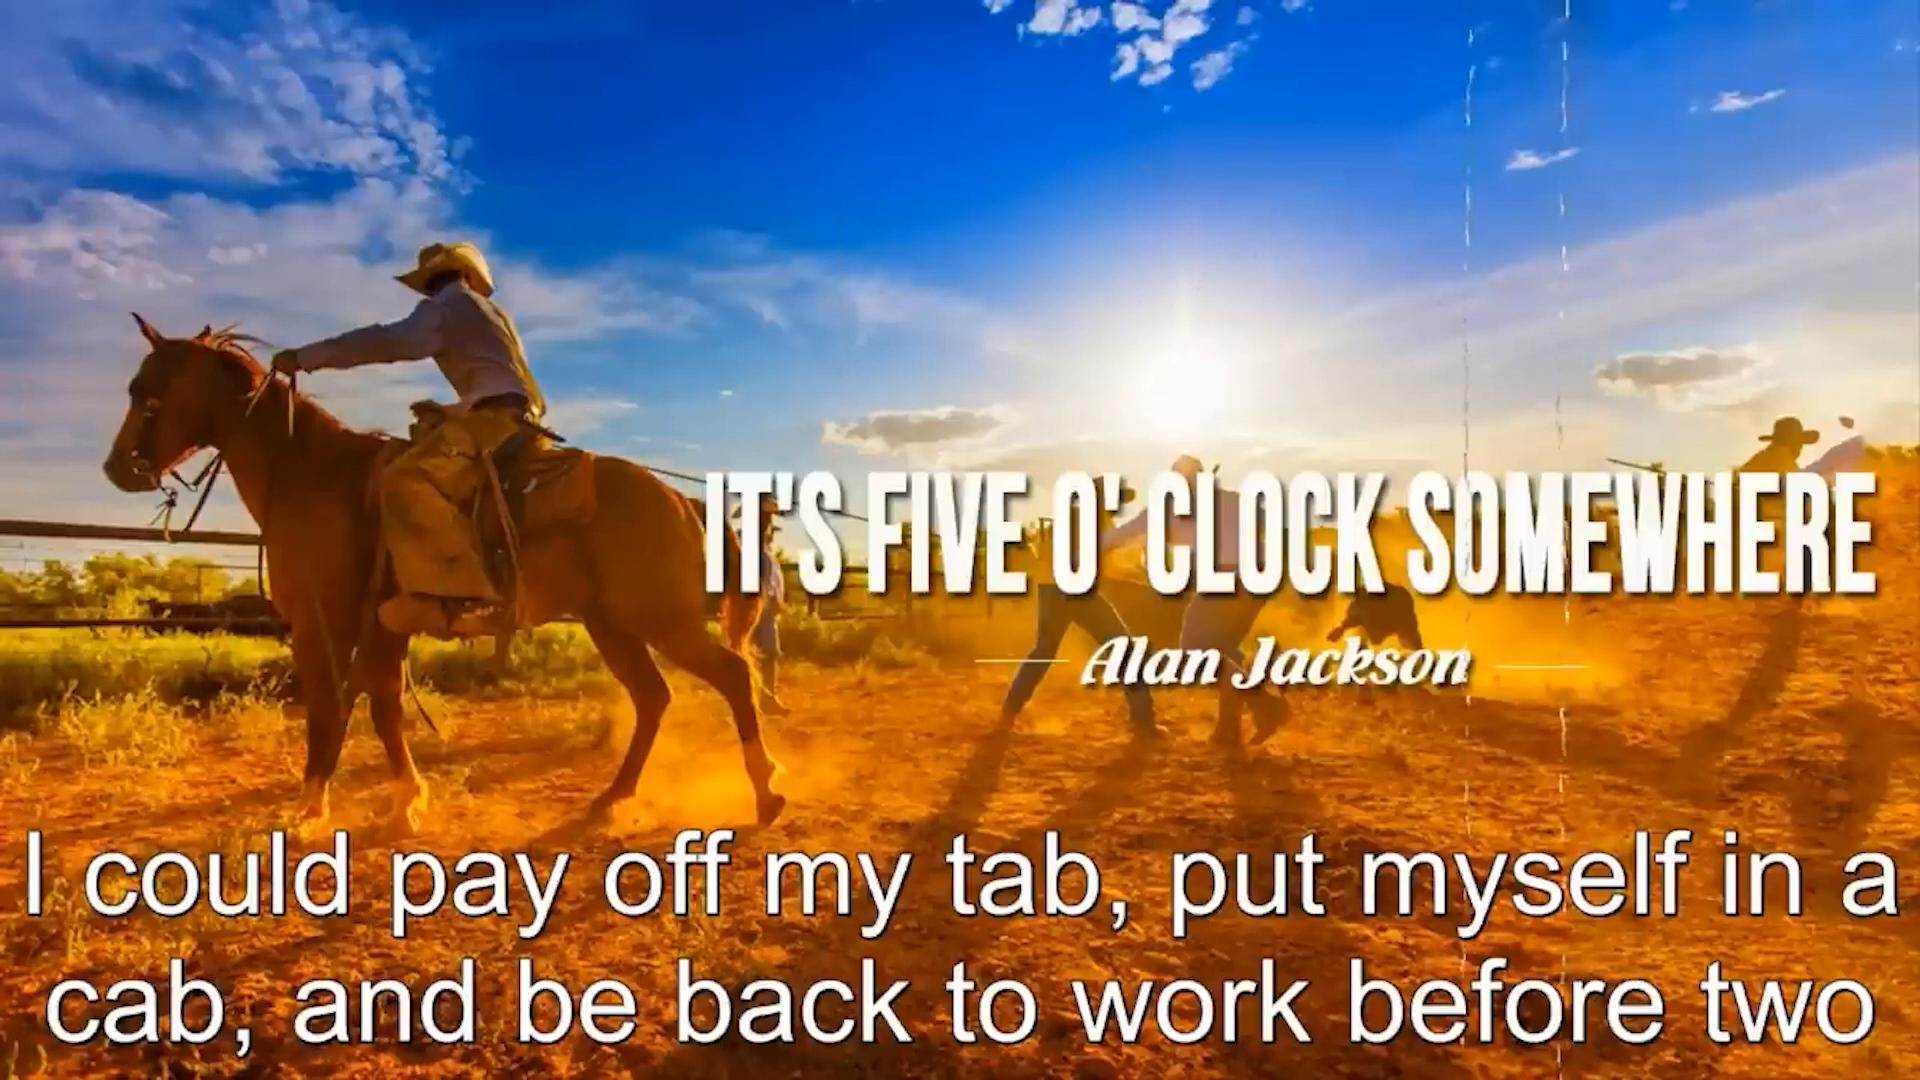 IT'S FIVE O' CLOCK SOMEWHERE
Alan Jackson
I could pay off my tab, put myself in a
cab, and be back to work before two